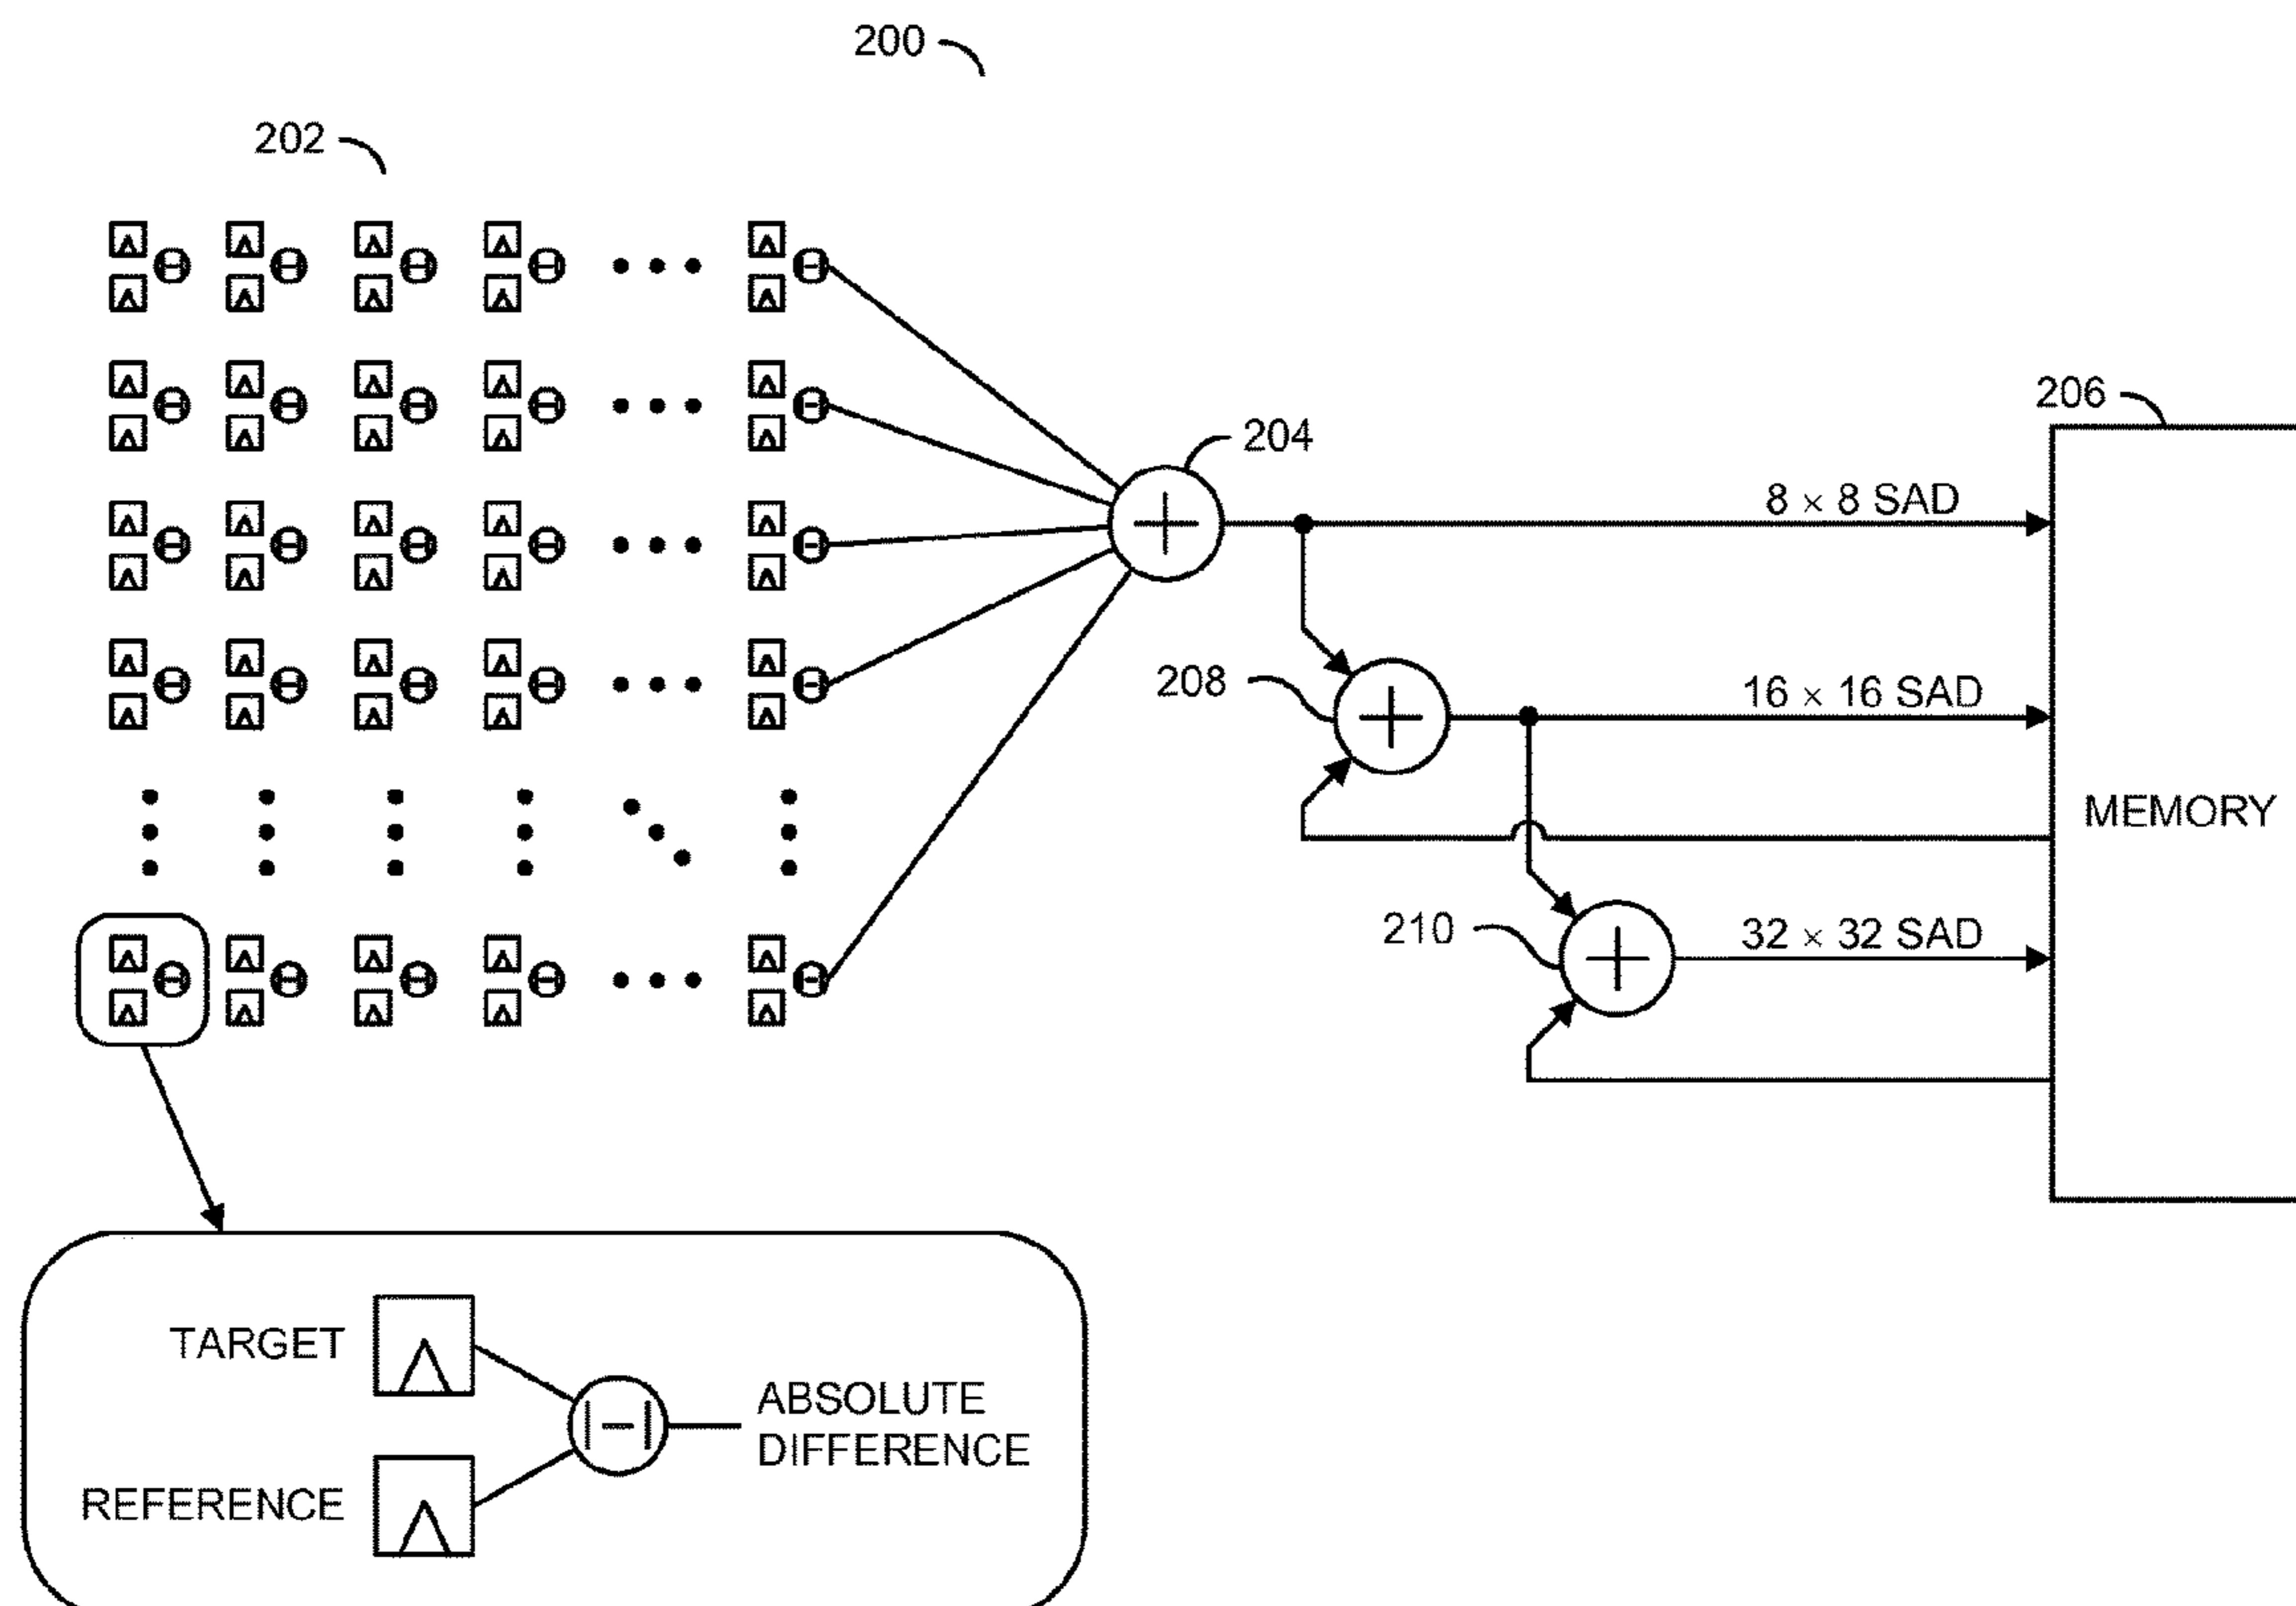 200
202
204
206
8 × 8 SAD
208
16 × 16 SAD
MEMORY
210
32 × 32 SAD
TARGET
ABSOLUTE
DIFFERENCE
REFERENCE